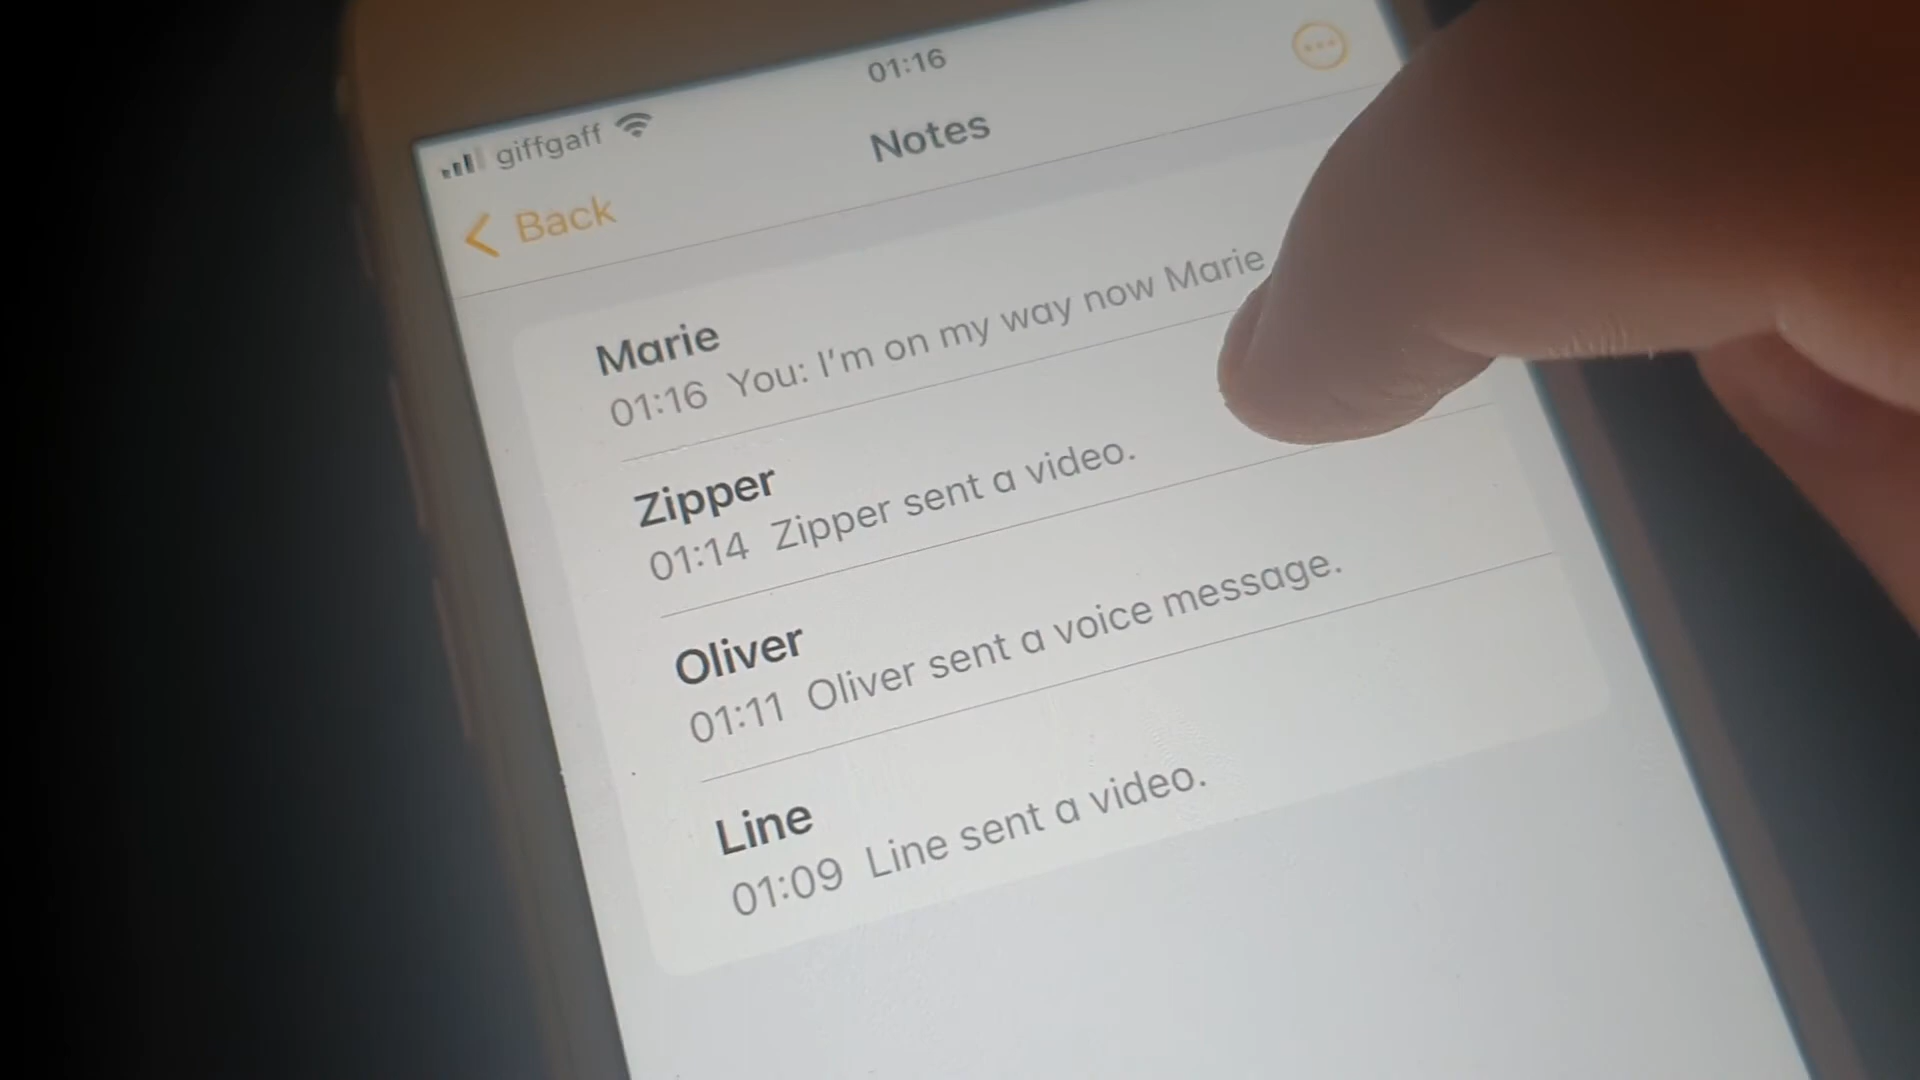 01:16
giffgaff
Notes
Back
Marie
01:16 You: I'm on my way now Marie
Zipper
01:14 Zipper sent a video.
Oliver
01:11 Oliver sent a voice message.
Line
01:09 Line sent a video.